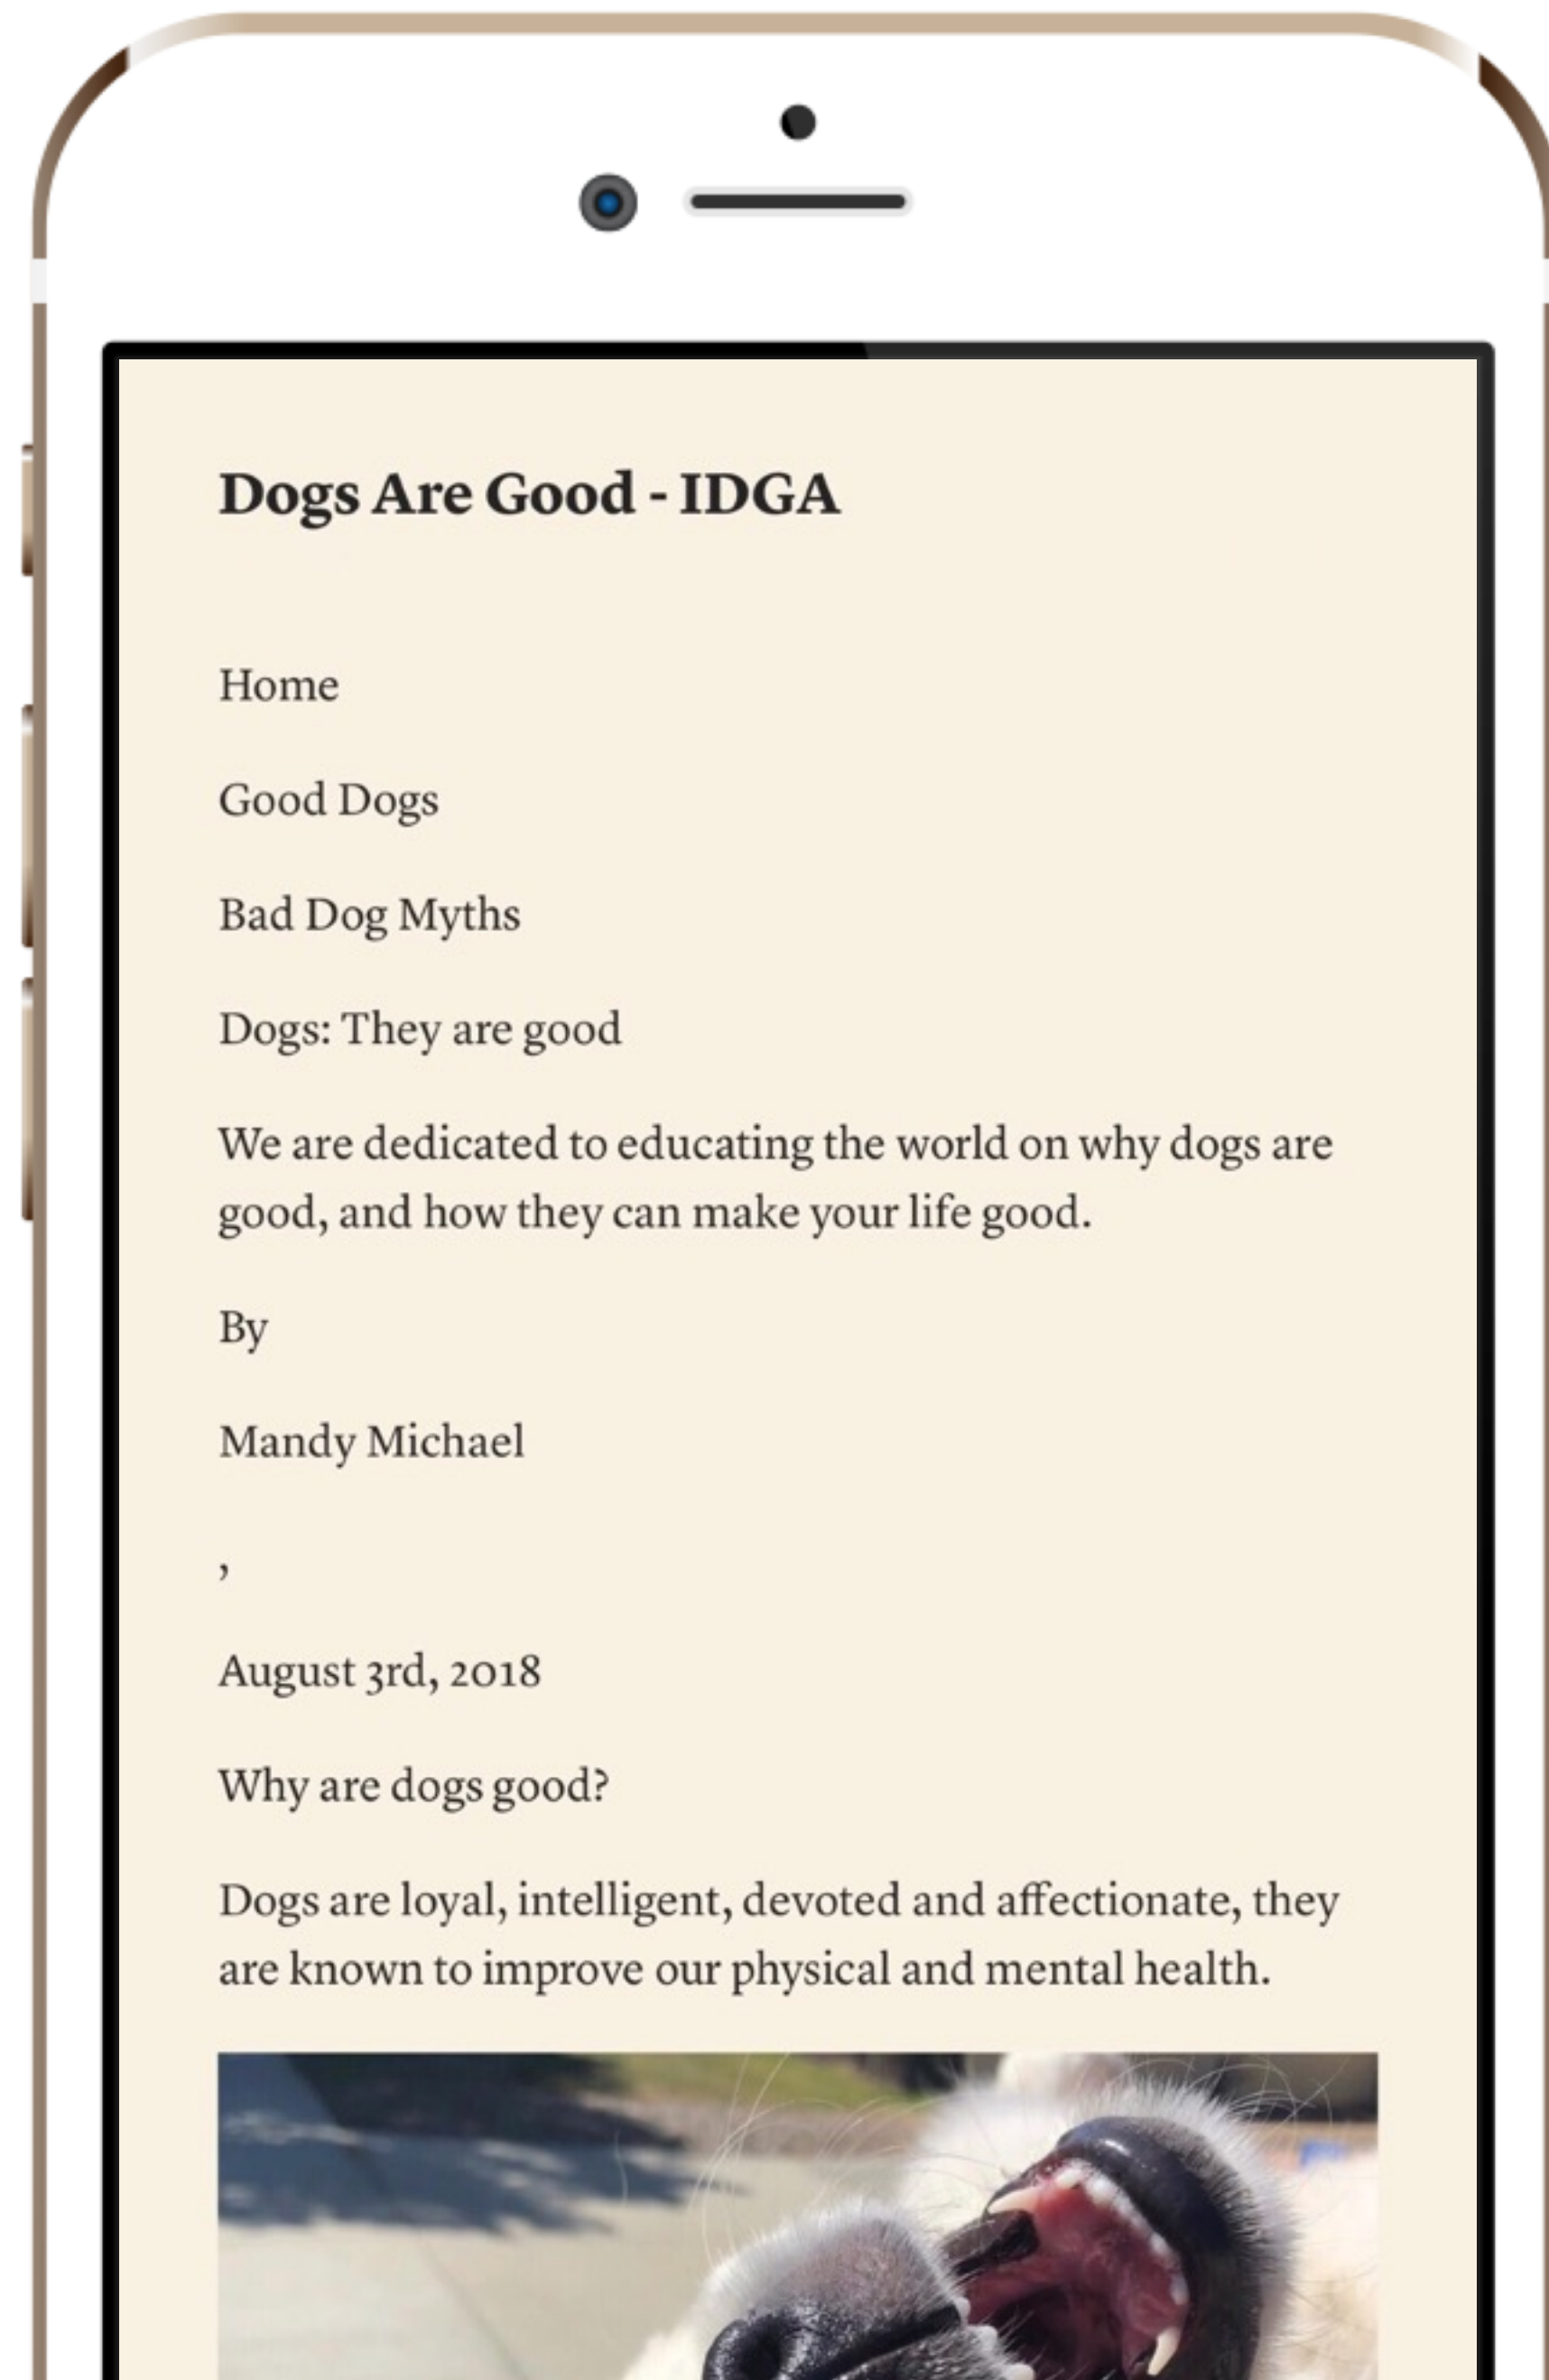 Dogs Are Good - IDGA
Home
Good Dogs
Bad Dog Myths
Dogs: They are good
We are dedicated to educating the world on why dogs are
good, and how they can make your life good.
By
Mandy Michael
,
August 3rd, 2018
Why are dogs good?
Dogs are loyal, intelligent, devoted and affectionate, they
are known to improve our physical and mental health.